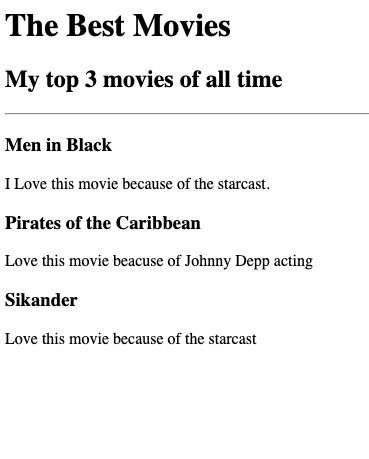 The Best Movies
My top 3 movies of all time
Men in Black
I Love this movie because of the starcast.
Pirates of the Caribbean
Love this movie beacuse of Johnny Depp acting
Sikander
Love this movie because of the starcast